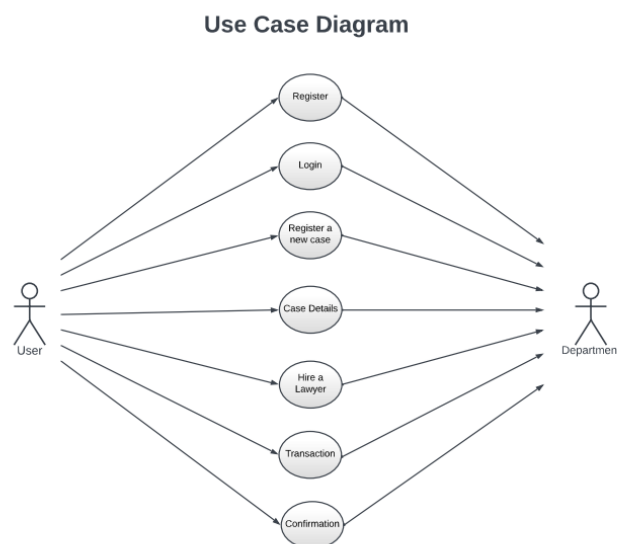 Use Case Diagram
Register
Login
Register a
new case
Case Details
Hire a
Lawyer
Transaction
Confirmation
User
Departmen